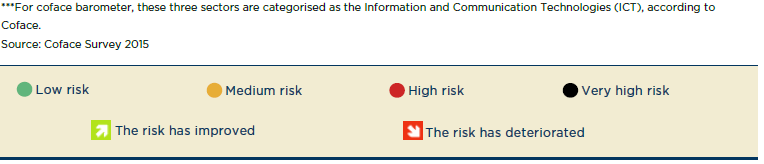 ***For coface barometer, these three sectors are categorised as the Information and Communication Technologies (ICT), according to
Coface.
Source: Coface Survey 2015
Low risk
Medium risk
High risk
Very high risk
The risk has improved
The risk has deteriorated